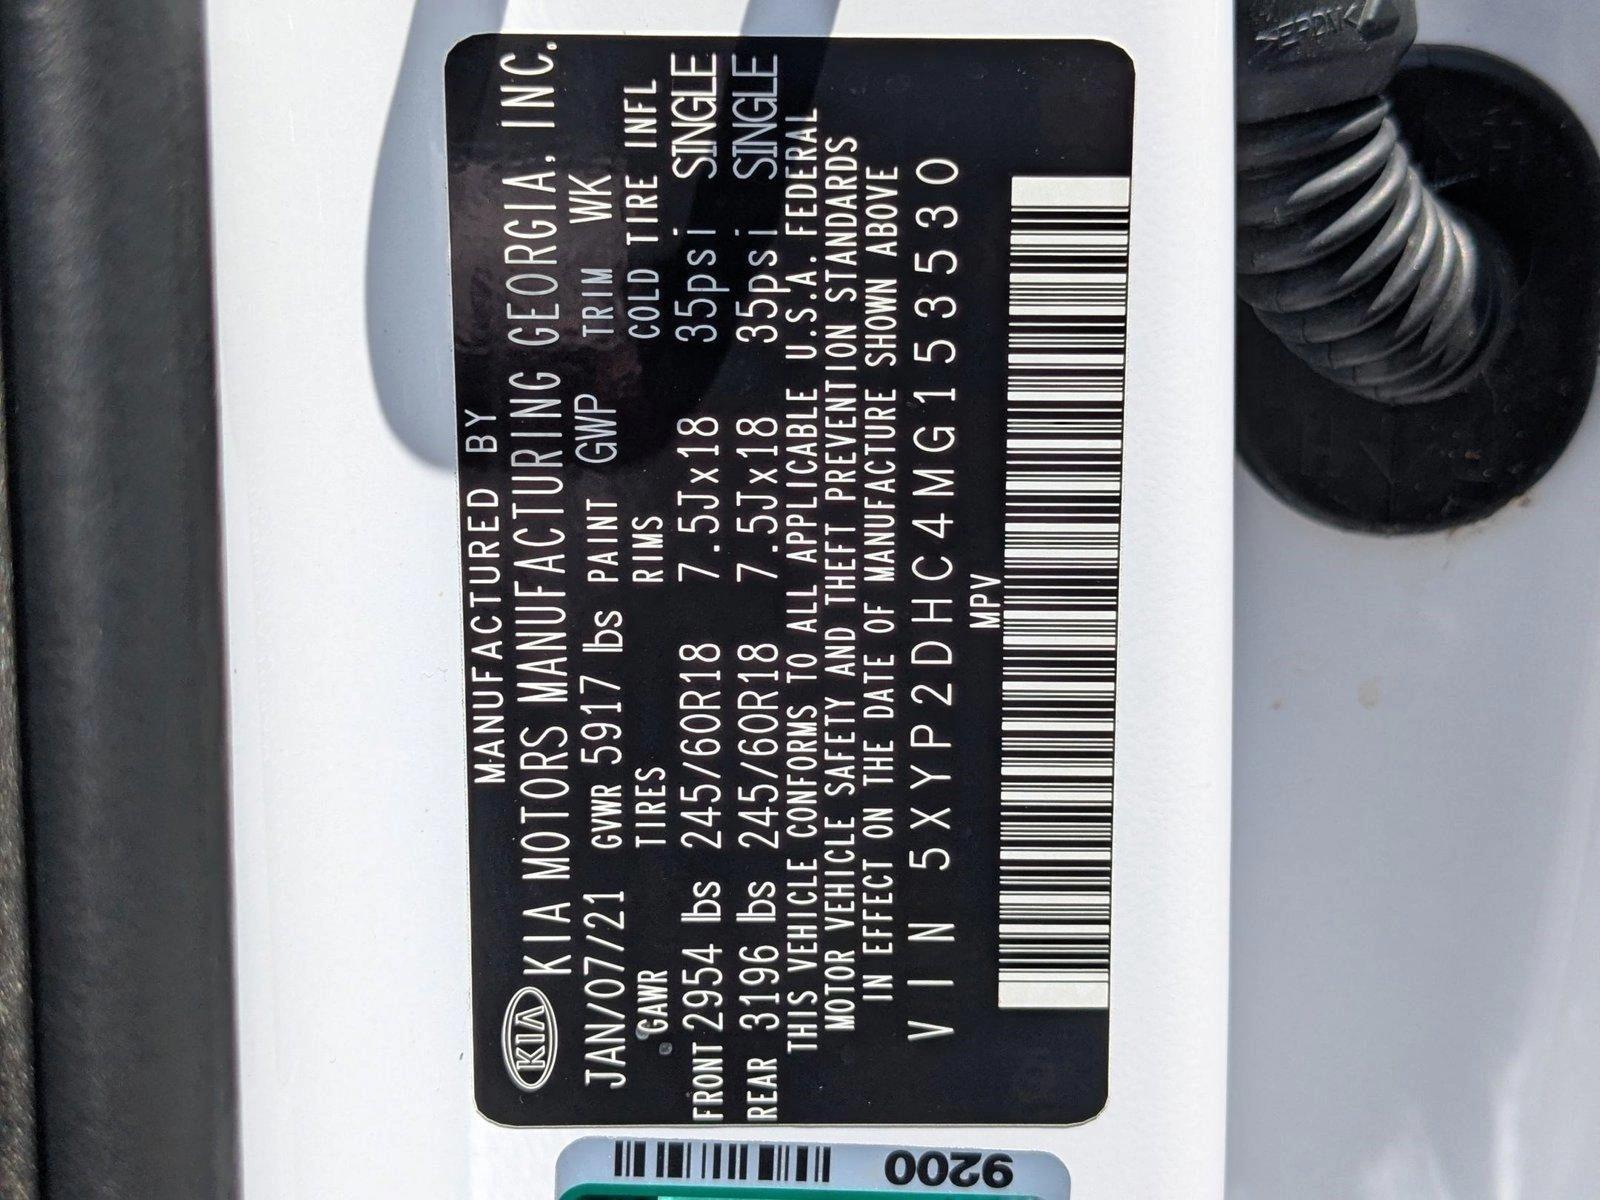 MANUFACTURED BY
KIA KIA MOTORS MANUFACTURING GEORGIA, INC.
JAN/07/21 GVWR 5917 lbs PAINT GWP TRIM WK
GAWR TIRES RIMS COLD TIRE INFL
FRONT 2954 lbs 245/60R18 7.5Jx18 35psi SINGLE
REAR 3196 lbs 245/60R18 7.5Jx18 35psi SINGLE
THIS VEHICLE CONFORMS TO ALL APPLICABLE U.S.A. FEDERAL
MOTOR VEHICLE SAFETY AND THEFT PREVENTION STANDARDS
IN EFFECT ON THE DATE OF MANUFACTURE SHOWN ABOVE
VIN 5XYP2DHC4MG153530
MPV
9200